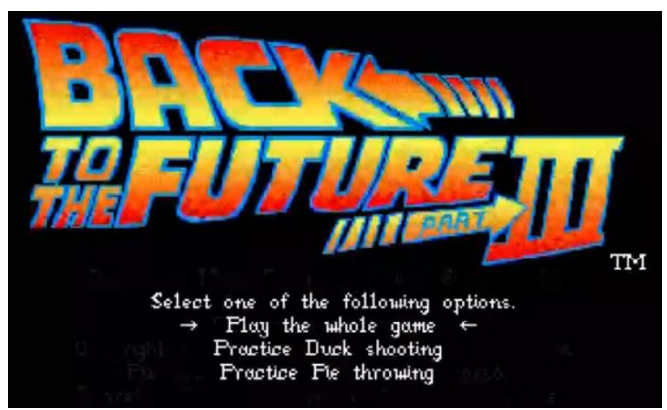 BACK
TO THE FUTURE
PART III
TM
Select one of the following options.
→ Play the whole game ←
Practice Duck shooting
Practice Pie throwing